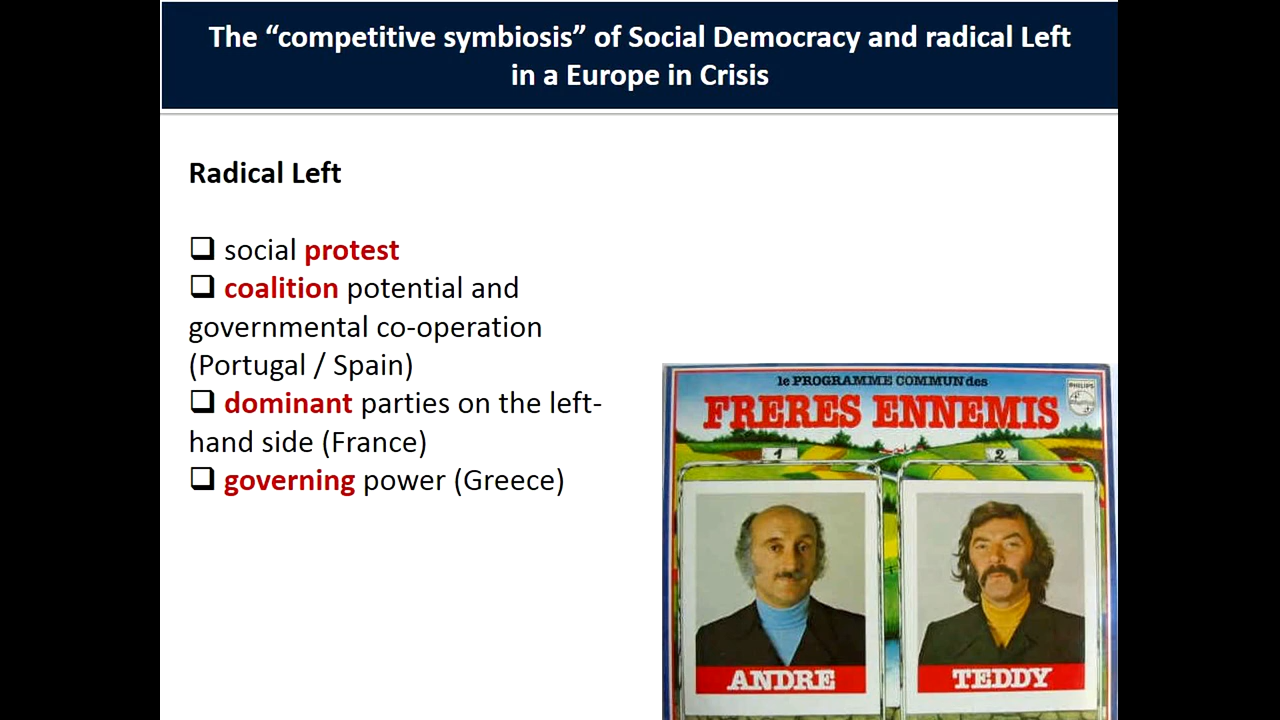 The “competitive symbiosis” of Social Democracy and radical Left
in a Europe in Crisis
Radical Left
❑ social protest
❑ coalition potential and
governmental co-operation
(Portugal / Spain)
❑ dominant parties on the left-
hand side (France)
❑ governing power (Greece)
le PROGRAMME COMMUN des
PHILIPS
FRERES ENNEMIS
1
2
ANDRE
TEDDY